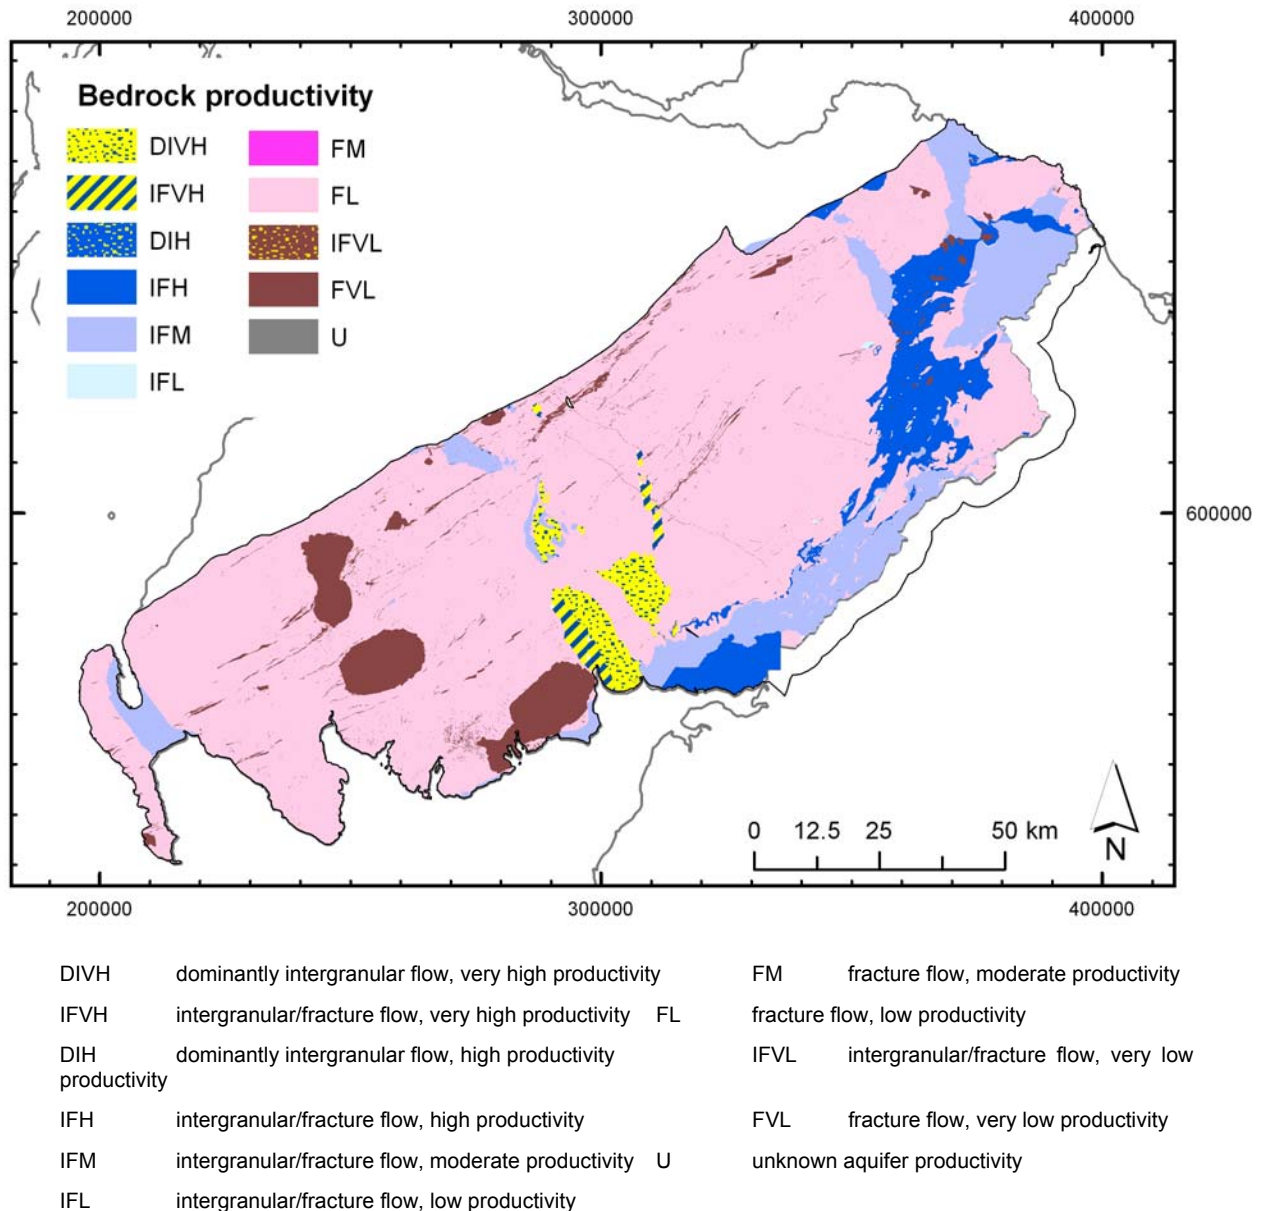 200000 300000 400000
Bedrock productivity
DIVH FM
IFVH FL
DIH IFVL
IFH FVL
IFM U
IFL
600000
0 12.5 25 50 km
N
200000 300000 400000
DIVH dominantly intergranular flow, very high productivity FM fracture flow, moderate productivity
IFVH intergranular/fracture flow, very high productivity FL fracture flow, low productivity
DIH dominantly intergranular flow, high productivity IFVL intergranular/fracture flow, very low
productivity
IFH intergranular/fracture flow, high productivity FVL fracture flow, very low productivity
IFM intergranular/fracture flow, moderate productivity U unknown aquifer productivity
IFL intergranular/fracture flow, low productivity